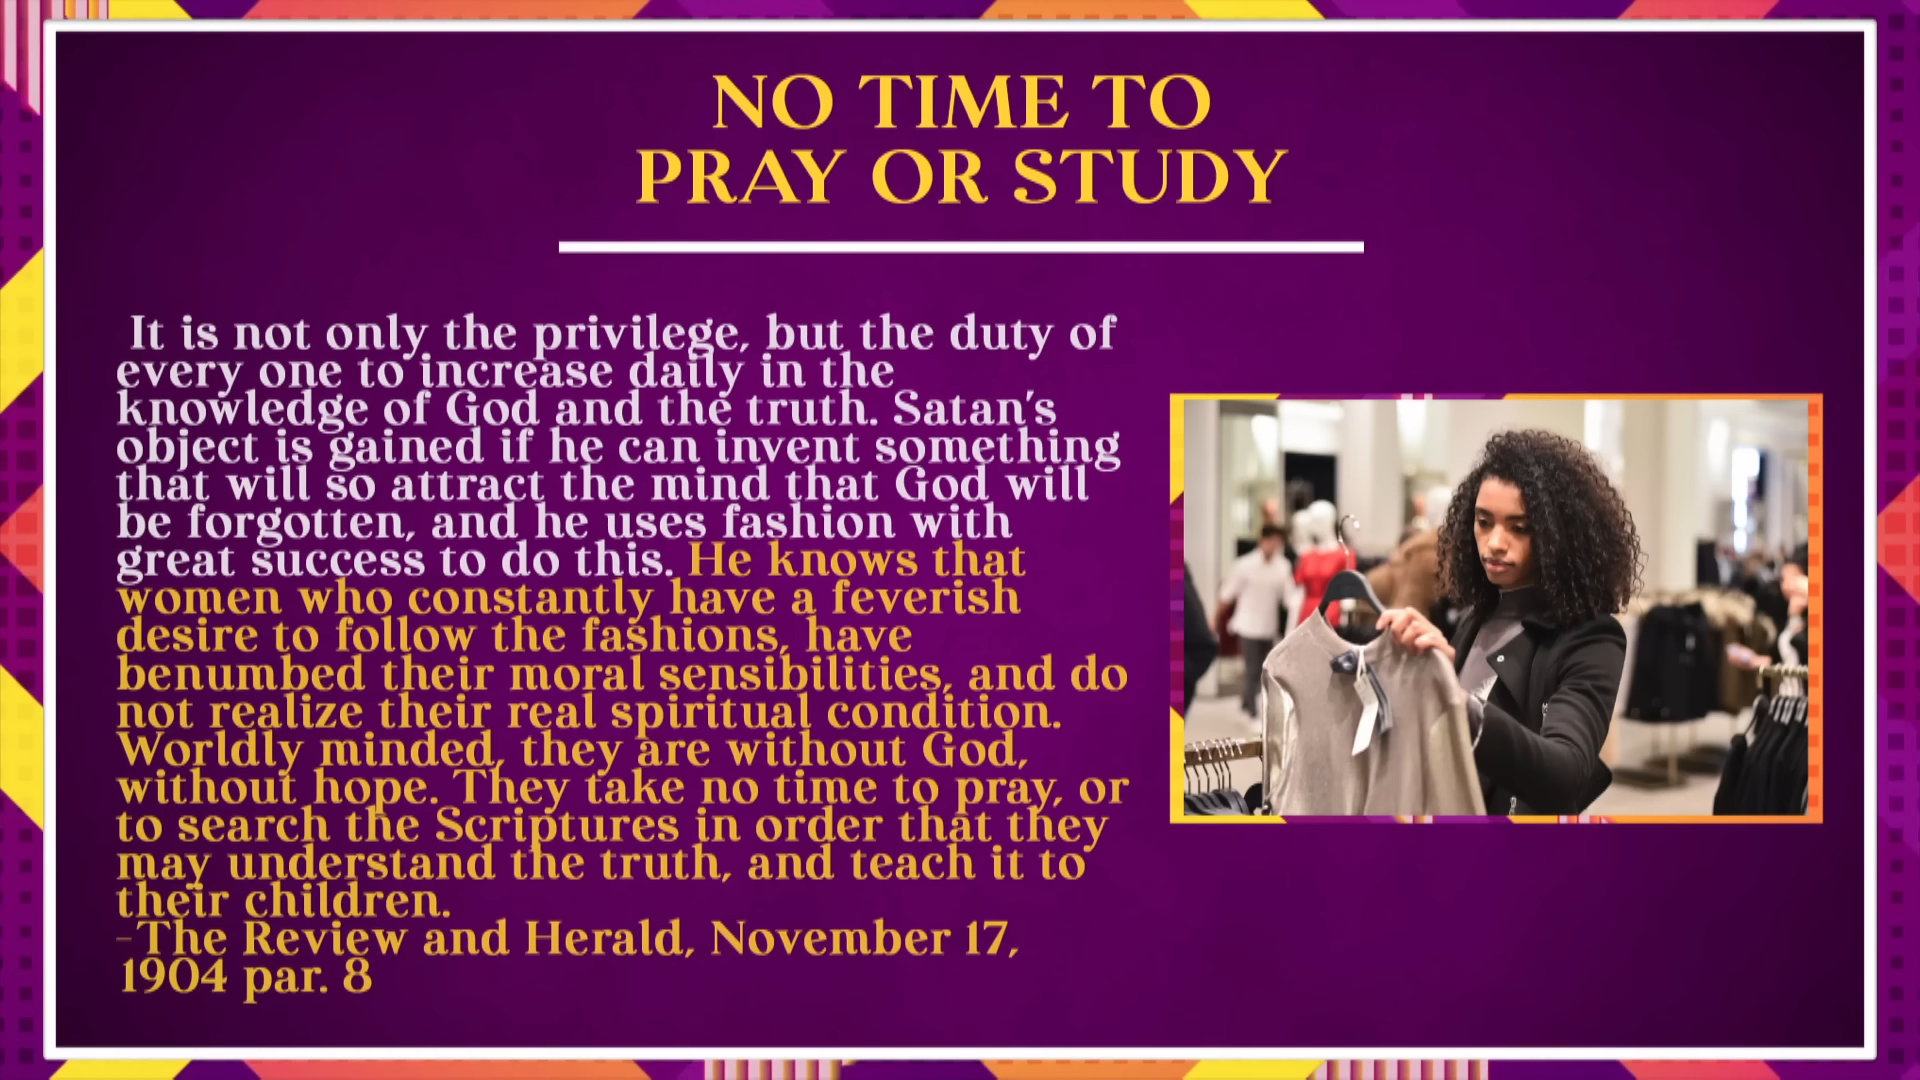 NO TIME TO
PRAY OR STUDY
It is not only the privilege, but the duty of
every one to increase daily in the
knowledge of God and the truth. Satan's
object is gained if he can invent something
that will so attract the mind that God will
be forgotten, and he uses fashion with
great success to do this. He knows that
women who constantly have a feverish
desire to follow the fashions, have
benumbed their moral sensibilities, and do
not realize their real spiritual condition.
Worldly minded, they are without God,
without hope. They take no time to pray, or
to search the Scriptures in order that they
may understand the truth, and teach it to
their children.
-The Review and Herald, November 17,
1904 par. 8